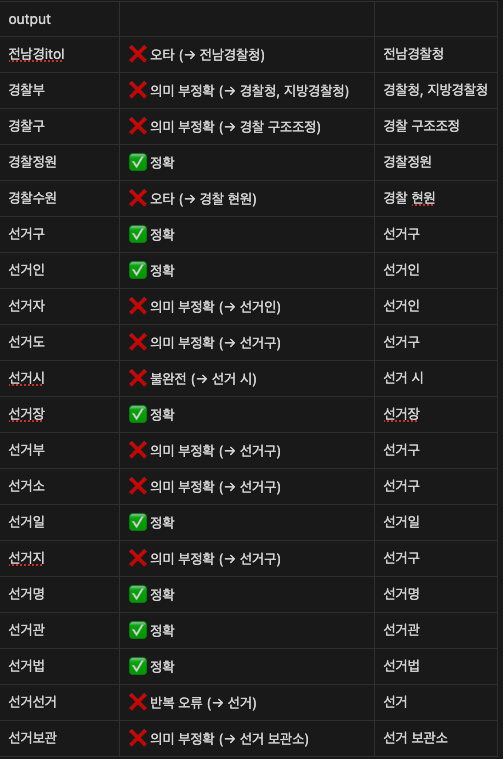 output
전남경itol ❌ 오타 (→ 전남경찰청) 전남경찰청
경찰부 ❌ 의미 부정확 (→ 경찰청, 지방경찰청) 경찰청, 지방경찰청
경찰구 ❌ 의미 부정확 (→ 경찰 구조조정) 경찰 구조조정
경찰정원 ✅ 정확 경찰정원
경찰수원 ❌ 오타 (→ 경찰 현원) 경찰 현원
선거구 ✅ 정확 선거구
선거인 ✅ 정확 선거인
선거자 ❌ 의미 부정확 (→ 선거인) 선거인
선거도 ❌ 의미 부정확 (→ 선거구) 선거구
선거시 ❌ 불완전 (→ 선거 시) 선거 시
선거장 ✅ 정확 선거장
선거부 ❌ 의미 부정확 (→ 선거구) 선거구
선거소 ❌ 의미 부정확 (→ 선거구) 선거구
선거일 ✅ 정확 선거일
선거지 ❌ 의미 부정확 (→ 선거구) 선거구
선거명 ✅ 정확 선거명
선거관 ✅ 정확 선거관
선거법 ✅ 정확 선거법
선거선거 ❌ 반복 오류 (→ 선거) 선거
선거보관 ❌ 의미 부정확 (→ 선거 보관소) 선거 보관소